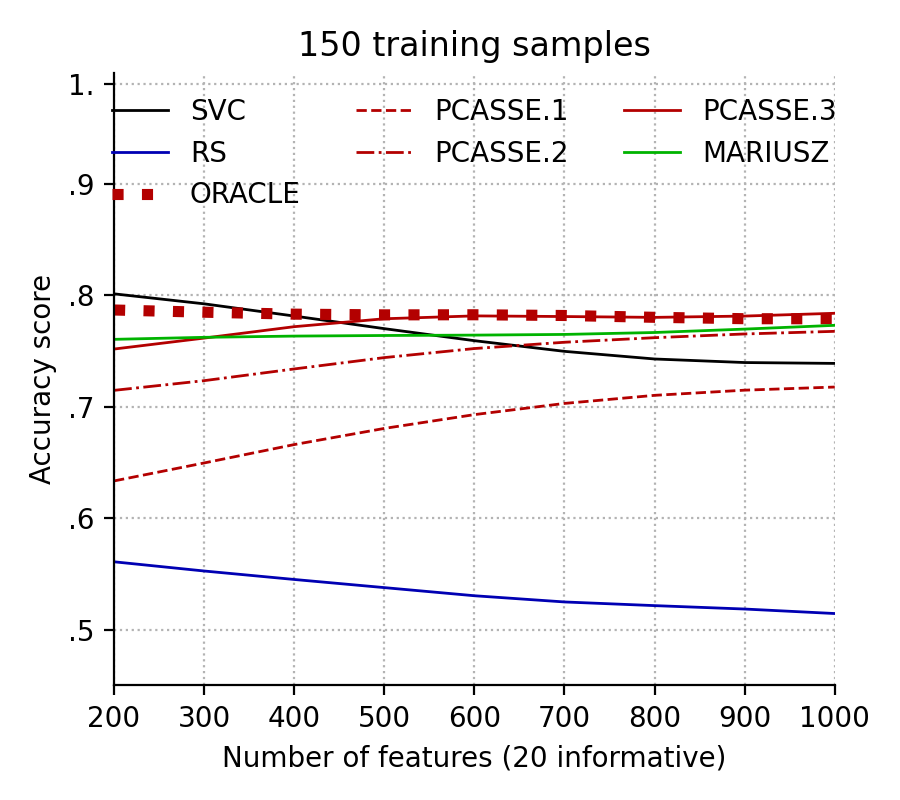 150 training samples
SVC PCASSE.1 PCASSE.3
RS PCASSE.2 MARIUSZ
ORACLE
1.
.9
.8
.7
.6
.5
Accuracy score
200 300 400 500 600 700 800 900 1000
Number of features (20 informative)